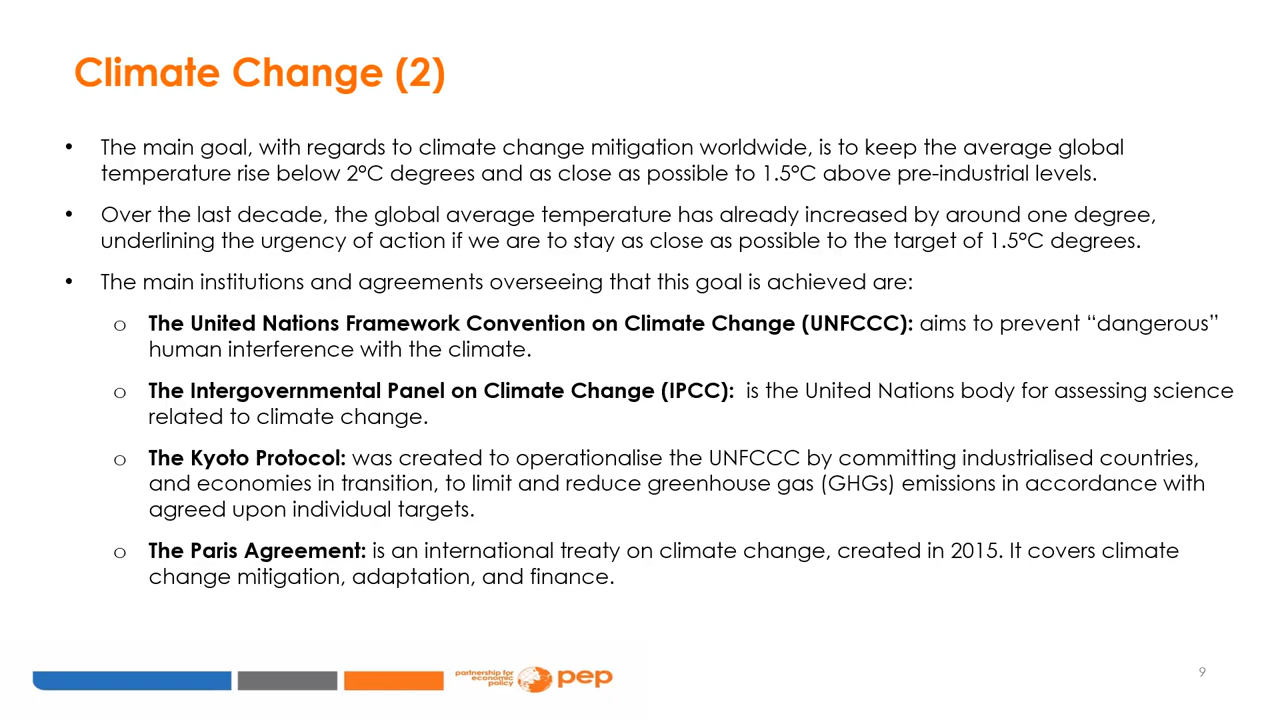 Climate Change (2)
• The main goal, with regards to climate change mitigation worldwide, is to keep the average global
temperature rise below 2°C degrees and as close as possible to 1.5°C above pre-industrial levels.
• Over the last decade, the global average temperature has already increased by around one degree,
underlining the urgency of action if we are to stay as close as possible to the target of 1.5°C degrees.
• The main institutions and agreements overseeing that this goal is achieved are:
o The United Nations Framework Convention on Climate Change (UNFCCC): aims to prevent “dangerous”
human interference with the climate.
o The Intergovernmental Panel on Climate Change (IPCC): is the United Nations body for assessing science
related to climate change.
o The Kyoto Protocol: was created to operationalise the UNFCCC by committing industrialised countries,
and economies in transition, to limit and reduce greenhouse gas (GHGs) emissions in accordance with
agreed upon individual targets.
o The Paris Agreement: is an international treaty on climate change, created in 2015. It covers climate
change mitigation, adaptation, and finance.
partnership for
economic
policy
pep
9